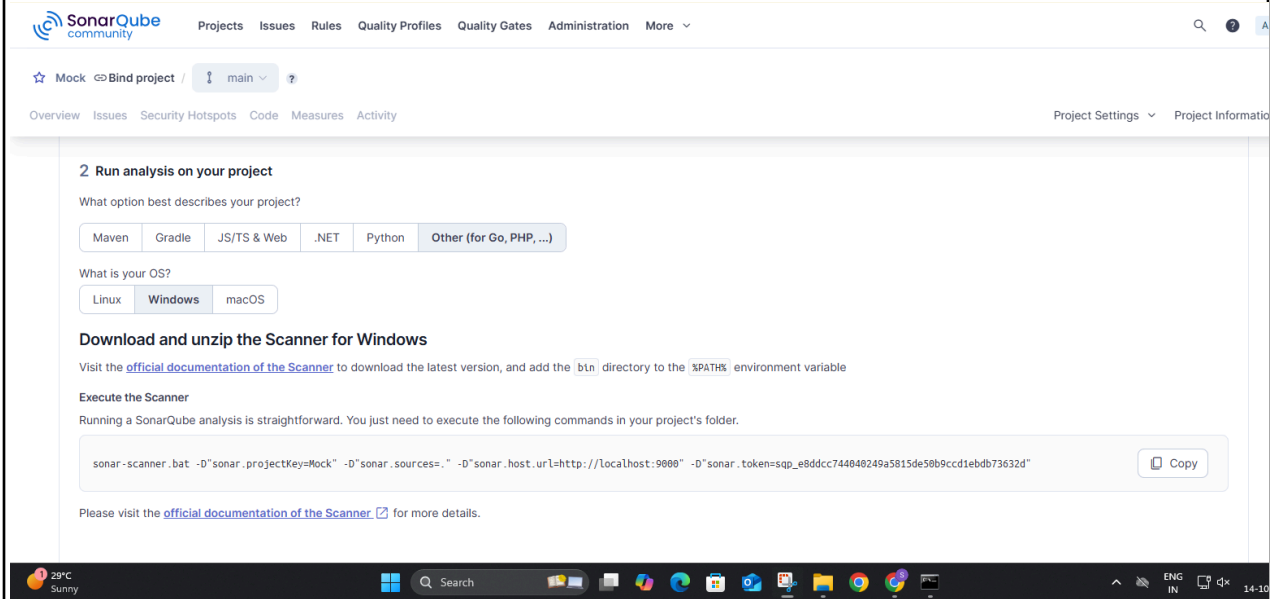 SonarQube
community
Projects Issues Rules Quality Profiles Quality Gates Administration More
? A
Mock Bind project / main ?
Overview Issues Security Hotspots Code Measures Activity
Project Settings Project Informatio
2 Run analysis on your project
What option best describes your project?
Maven Gradle JS/TS & Web .NET Python Other (for Go, PHP, ...)
What is your OS?
Linux Windows macOS
Download and unzip the Scanner for Windows
Visit the official documentation of the Scanner to download the latest version, and add the bin directory to the %PATH% environment variable
Execute the Scanner
Running a SonarQube analysis is straightforward. You just need to execute the following commands in your project's folder.
sonar-scanner.bat -D"sonar.projectKey=Mock" -D"sonar.sources=." -D"sonar.host.url=http://localhost:9000" -D"sonar.token=sqp_e8ddcc744040249a5815de50b9ccd1ebdb73632d"
Copy
Please visit the official documentation of the Scanner for more details.
1 29°C
Sunny
Search
S
ENG
IN
14-10